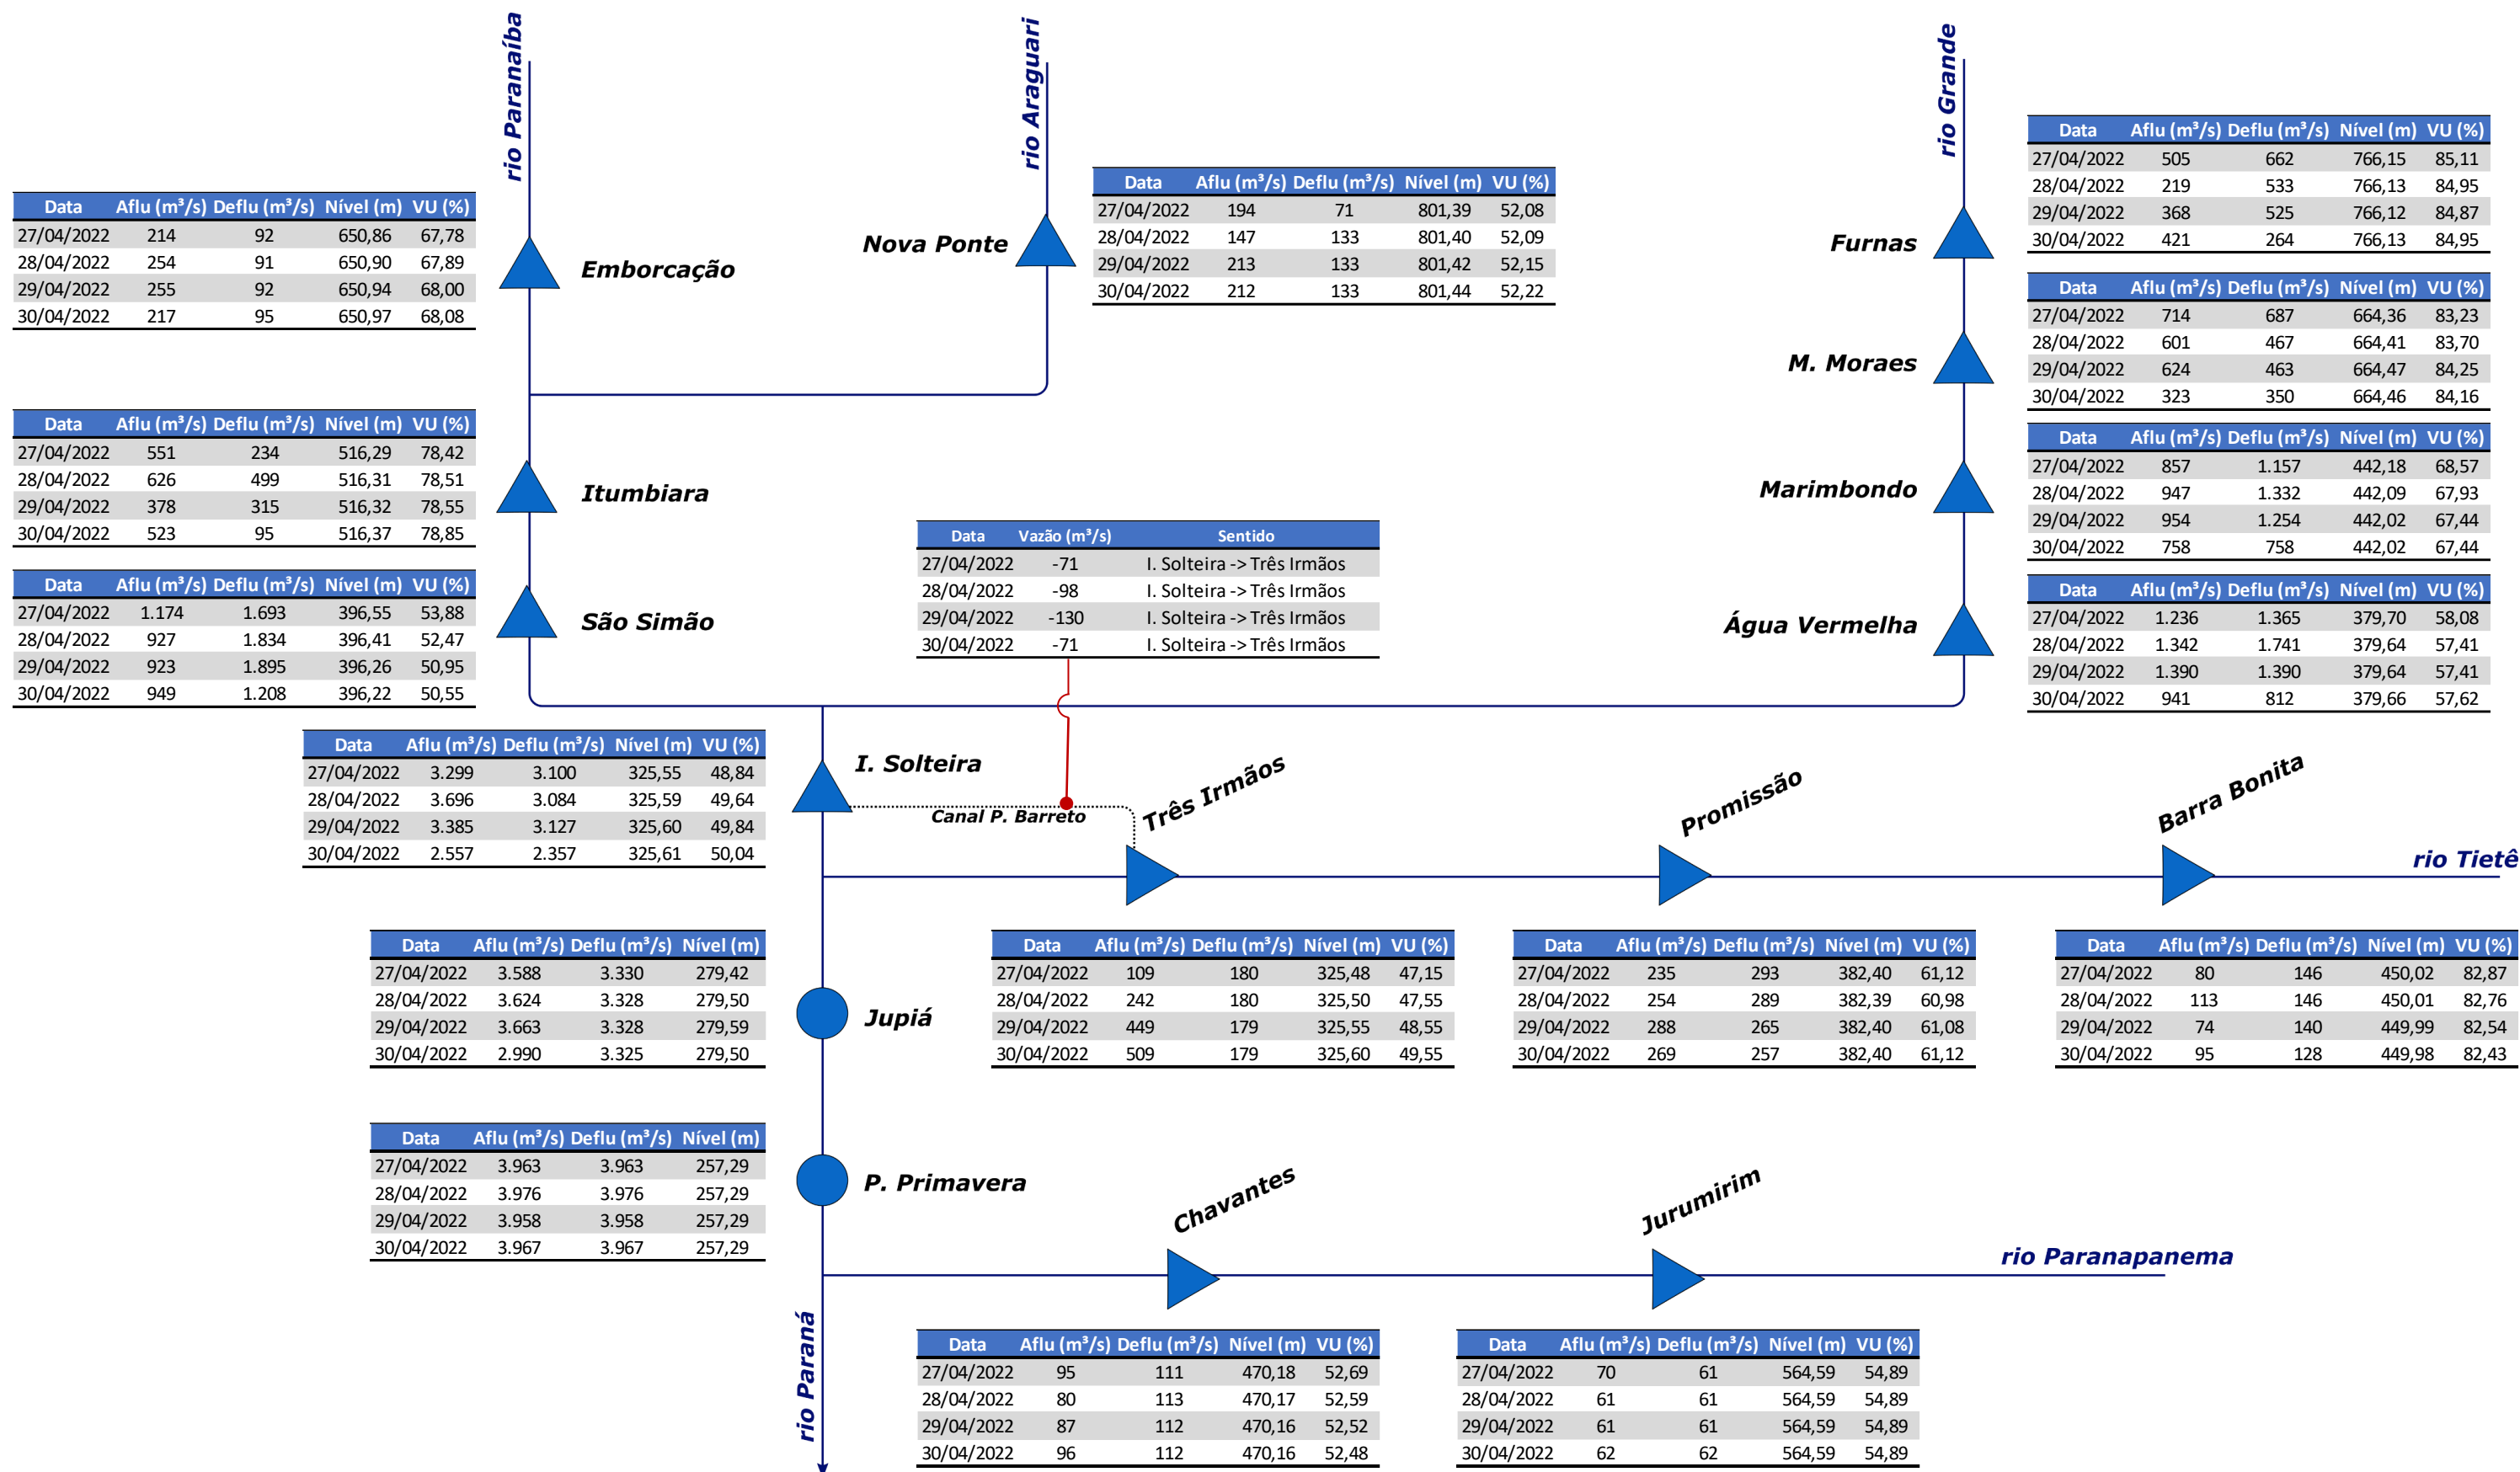 rio Paranaíba
rio Araguari
rio Grande
Data Aflu (m³/s) Deflu (m³/s) Nível (m) VU (%)
27/04/2022 214 92 650,86 67,78
28/04/2022 254 91 650,90 67,89
29/04/2022 255 92 650,94 68,00
30/04/2022 217 95 650,97 68,08
Emborcação
Nova Ponte
Data Aflu (m³/s) Deflu (m³/s) Nível (m) VU (%)
27/04/2022 194 71 801,39 52,08
28/04/2022 147 133 801,40 52,09
29/04/2022 213 133 801,42 52,15
30/04/2022 212 133 801,44 52,22
Furnas
Data Aflu (m³/s) Deflu (m³/s) Nível (m) VU (%)
27/04/2022 505 662 766,15 85,11
28/04/2022 219 533 766,13 84,95
29/04/2022 368 525 766,12 84,87
30/04/2022 421 264 766,13 84,95
M. Moraes
Data Aflu (m³/s) Deflu (m³/s) Nível (m) VU (%)
27/04/2022 714 687 664,36 83,23
28/04/2022 601 467 664,41 83,70
29/04/2022 624 463 664,47 84,25
30/04/2022 323 350 664,46 84,16
Data Aflu (m³/s) Deflu (m³/s) Nível (m) VU (%)
27/04/2022 551 234 516,29 78,42
28/04/2022 626 499 516,31 78,51
29/04/2022 378 315 516,32 78,55
30/04/2022 523 95 516,37 78,85
Itumbiara
Marimbondo
Data Aflu (m³/s) Deflu (m³/s) Nível (m) VU (%)
27/04/2022 857 1.157 442,18 68,57
28/04/2022 947 1.332 442,09 67,93
29/04/2022 954 1.254 442,02 67,44
30/04/2022 758 758 442,02 67,44
Data Vazão (m³/s) Sentido
27/04/2022 -71 I. Solteira -> Três Irmãos
28/04/2022 -98 I. Solteira -> Três Irmãos
29/04/2022 -130 I. Solteira -> Três Irmãos
30/04/2022 -71 I. Solteira -> Três Irmãos
Data Aflu (m³/s) Deflu (m³/s) Nível (m) VU (%)
27/04/2022 1.174 1.693 396,55 53,88
28/04/2022 927 1.834 396,41 52,47
29/04/2022 923 1.895 396,26 50,95
30/04/2022 949 1.208 396,22 50,55
São Simão
Água Vermelha
Data Aflu (m³/s) Deflu (m³/s) Nível (m) VU (%)
27/04/2022 1.236 1.365 379,70 58,08
28/04/2022 1.342 1.741 379,64 57,41
29/04/2022 1.390 1.390 379,64 57,41
30/04/2022 941 812 379,66 57,62
Data Aflu (m³/s) Deflu (m³/s) Nível (m) VU (%)
27/04/2022 3.299 3.100 325,55 48,84
28/04/2022 3.696 3.084 325,59 49,64
29/04/2022 3.385 3.127 325,60 49,84
30/04/2022 2.557 2.357 325,61 50,04
I. Solteira
Canal P. Barreto
Três Irmãos
Promissão
Barra Bonita
rio Tietê
Data Aflu (m³/s) Deflu (m³/s) Nível (m)
27/04/2022 3.588 3.330 279,42
28/04/2022 3.624 3.328 279,50
29/04/2022 3.663 3.328 279,59
30/04/2022 2.990 3.325 279,50
Jupiá
Data Aflu (m³/s) Deflu (m³/s) Nível (m) VU (%)
27/04/2022 109 180 325,48 47,15
28/04/2022 242 180 325,50 47,55
29/04/2022 449 179 325,55 48,55
30/04/2022 509 179 325,60 49,55
Data Aflu (m³/s) Deflu (m³/s) Nível (m) VU (%)
27/04/2022 235 293 382,40 61,12
28/04/2022 254 289 382,39 60,98
29/04/2022 288 265 382,40 61,08
30/04/2022 269 257 382,40 61,12
Data Aflu (m³/s) Deflu (m³/s) Nível (m) VU (%)
27/04/2022 80 146 450,02 82,87
28/04/2022 113 146 450,01 82,76
29/04/2022 74 140 449,99 82,54
30/04/2022 95 128 449,98 82,43
Data Aflu (m³/s) Deflu (m³/s) Nível (m)
27/04/2022 3.963 3.963 257,29
28/04/2022 3.976 3.976 257,29
29/04/2022 3.958 3.958 257,29
30/04/2022 3.967 3.967 257,29
P. Primavera
Chavantes
Jurumirim
rio Paranapanema
rio Paraná
Data Aflu (m³/s) Deflu (m³/s) Nível (m) VU (%)
27/04/2022 95 111 470,18 52,69
28/04/2022 80 113 470,17 52,59
29/04/2022 87 112 470,16 52,52
30/04/2022 96 112 470,16 52,48
Data Aflu (m³/s) Deflu (m³/s) Nível (m) VU (%)
27/04/2022 70 61 564,59 54,89
28/04/2022 61 61 564,59 54,89
29/04/2022 61 61 564,59 54,89
30/04/2022 62 62 564,59 54,89